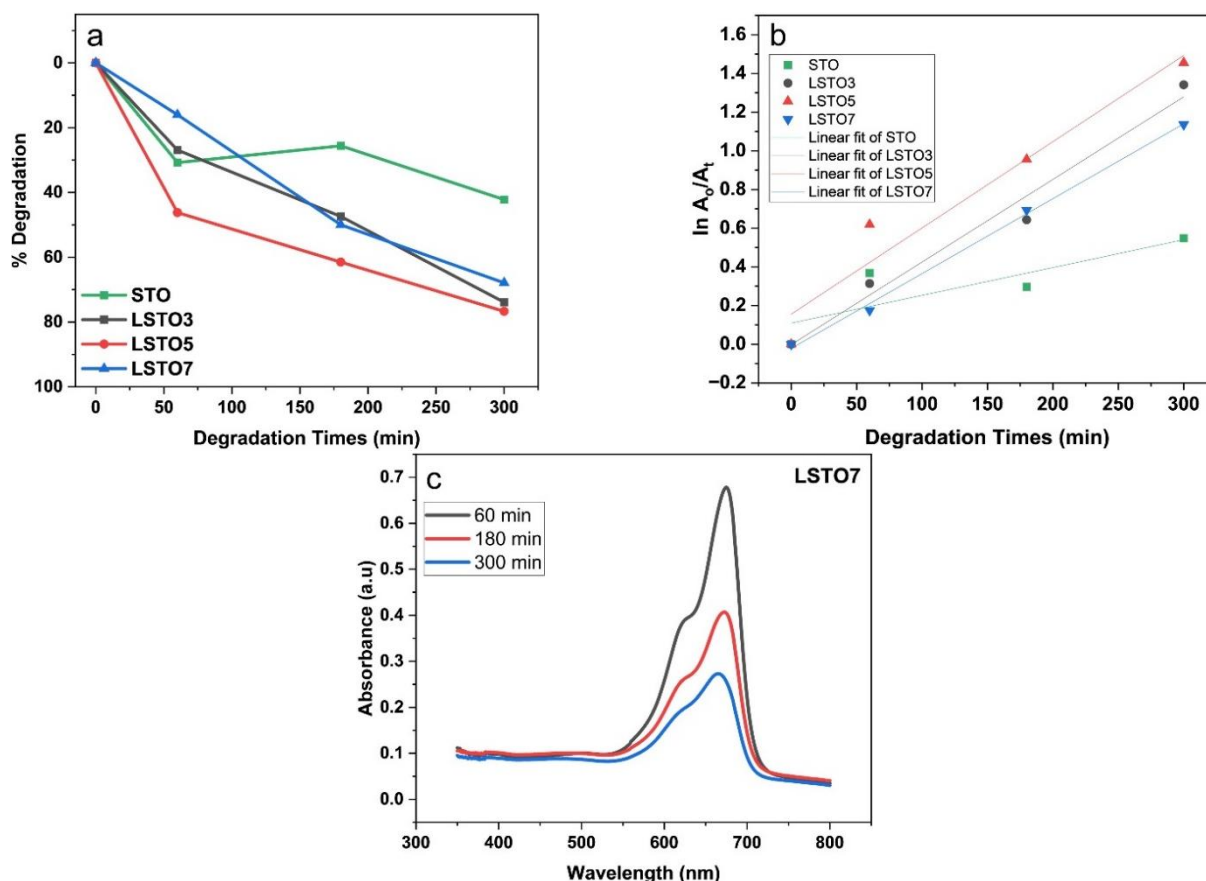 a
0
20
40
60
80
100
% Degradation
STO
LSTO3
LSTO5
LSTO7
0 50 100 150 200 250 300
Degradation Times (min)
b
1.6
1.4
1.2
1.0
0.8
0.6
0.4
0.2
0.0
−0.2
ln Ao/At
STO
LSTO3
LSTO5
LSTO7
Linear fit of STO
Linear fit of LSTO3
Linear fit of LSTO5
Linear fit of LSTO7
0 50 100 150 200 250 300
Degradation Times (min)
c
LSTO7
0.7
0.6
0.5
0.4
0.3
0.2
0.1
0.0
Absorbance (a.u)
60 min
180 min
300 min
300 400 500 600 700 800
Wavelength (nm)